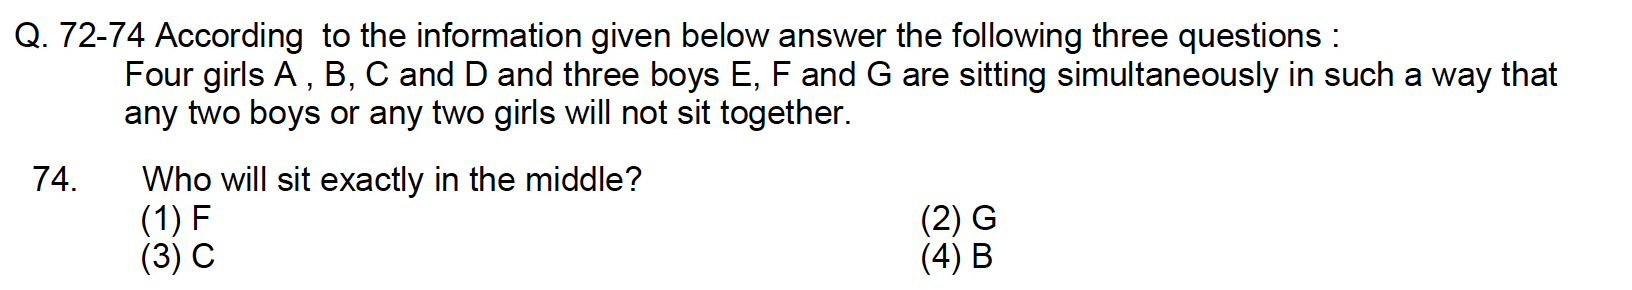 Q. 72-74 According to the information given below answer the following three questions :
Four girls A , B, C and D and three boys E, F and G are sitting simultaneously in such a way that
any two boys or any two girls will not sit together.
74. Who will sit exactly in the middle?
(1) F (2) G
(3) C (4) B